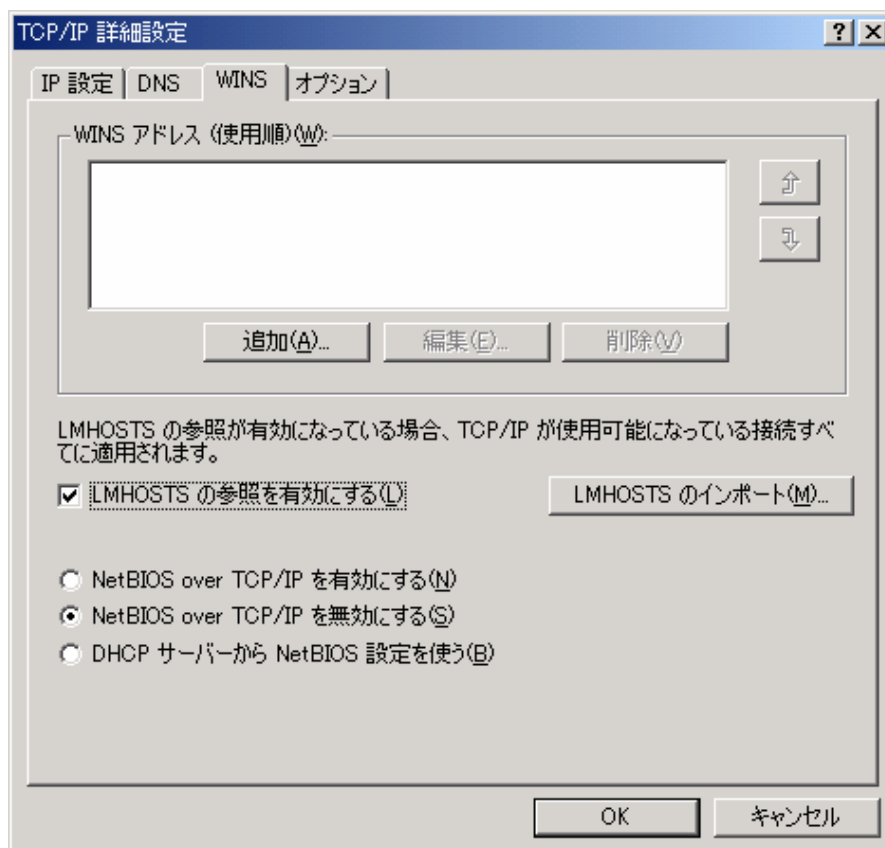 TCP/IP 詳細設定
IP 設定 DNS WINS オプション
WINS アドレス (使用順)(W):
追加(A)... 編集(E)... 削除(V)
LMHOSTS の参照が有効になっている場合、TCP/IP が使用可能になっている接続すべ
てに適用されます。
LMHOSTS の参照を有効にする(L) LMHOSTS のインポート(M)...
NetBIOS over TCP/IP を有効にする(N)
NetBIOS over TCP/IP を無効にする(S)
DHCP サーバーから NetBIOS 設定を使う(B)
OK キャンセル